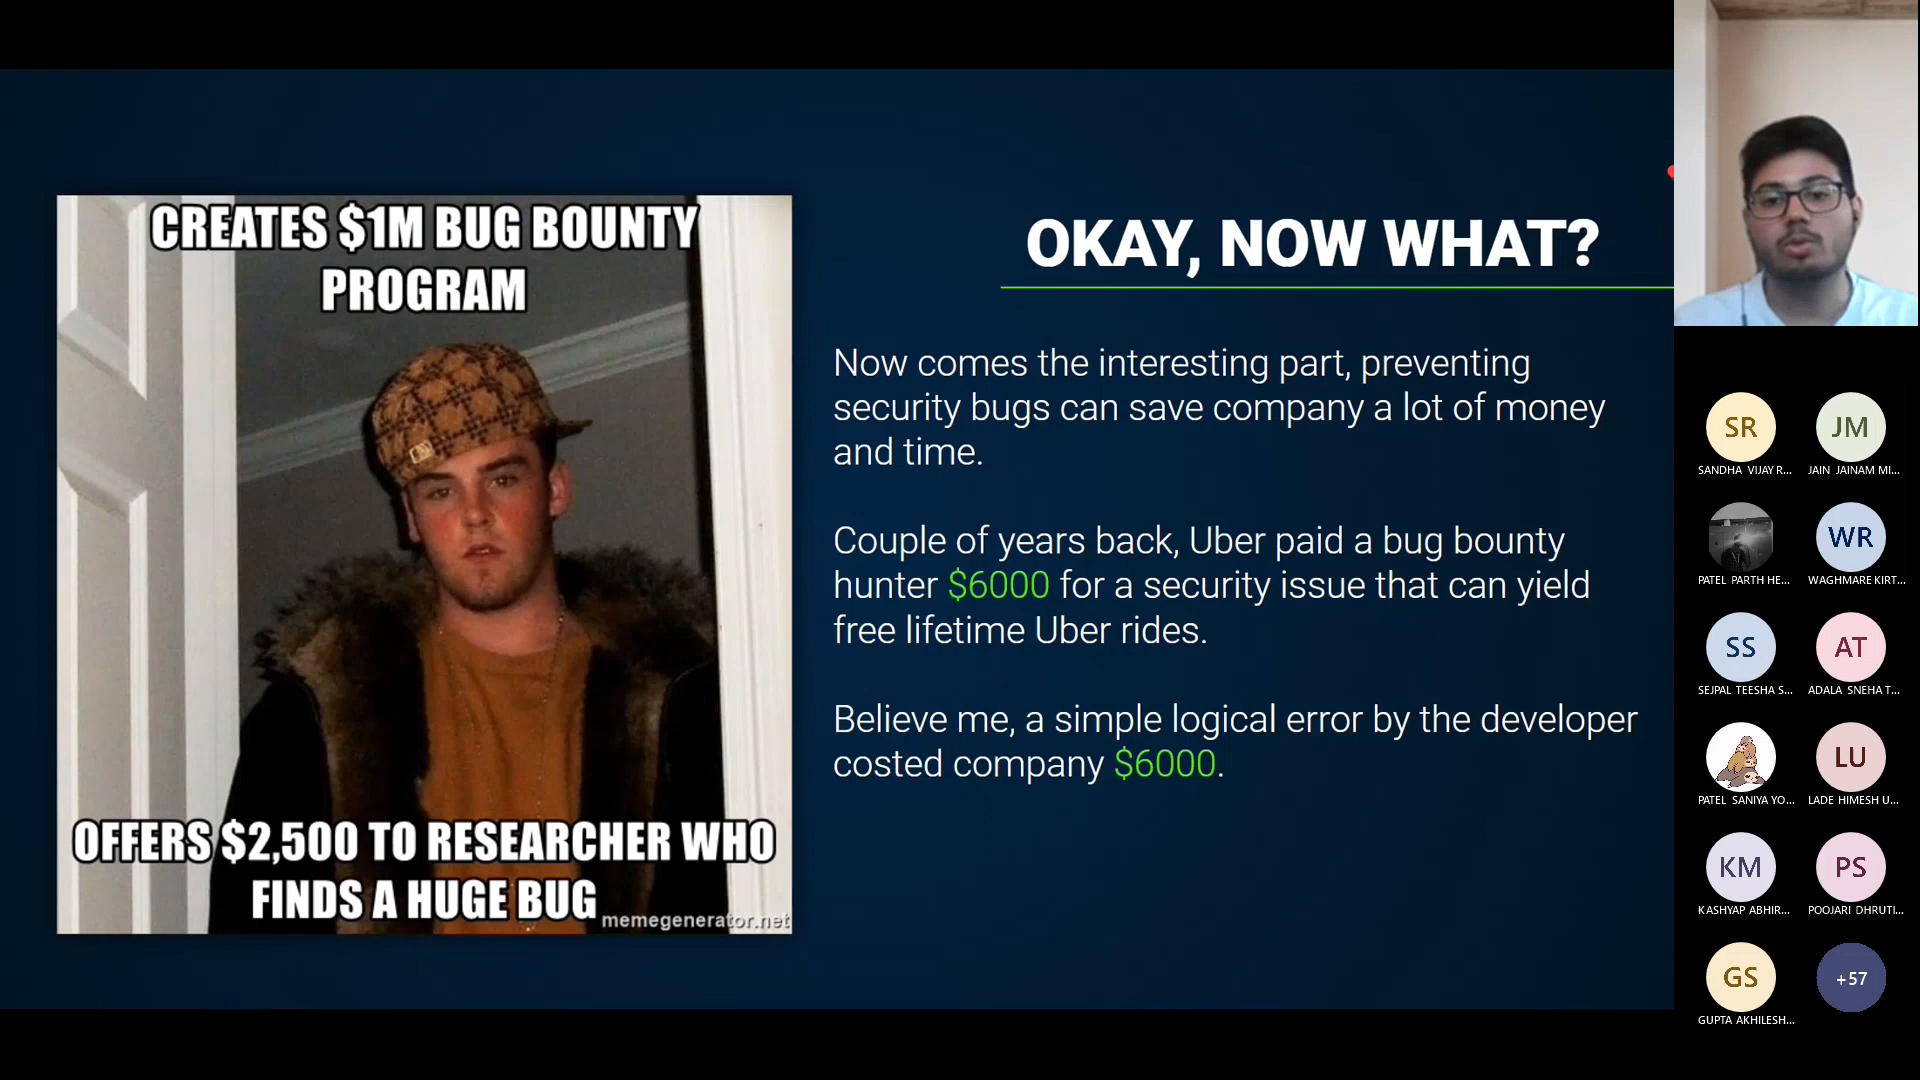 CREATES $1M BUG BOUNTY
PROGRAM
OFFERS $2,500 TO RESEARCHER WHO
FINDS A HUGE BUG
memegenerator.net
OKAY, NOW WHAT?
Now comes the interesting part, preventing
security bugs can save company a lot of money
and time.
Couple of years back, Uber paid a bug bounty
hunter $6000 for a security issue that can yield
free lifetime Uber rides.
Believe me, a simple logical error by the developer
costed company $6000.
SR
SANDHA VIJAY R...
JM
JAIN JAINAM MI...
PATEL PARTH HE...
WR
WAGHMARE KIRT...
SS
SEJPAL TEESHA S...
AT
ADALA SNEHA T...
PATEL SANIYA YO...
LU
LADE HIMESH U...
KM
KASHYAP ABHIR...
PS
POOJARI DHRUTI...
GS
GUPTA AKHILESH...
+57